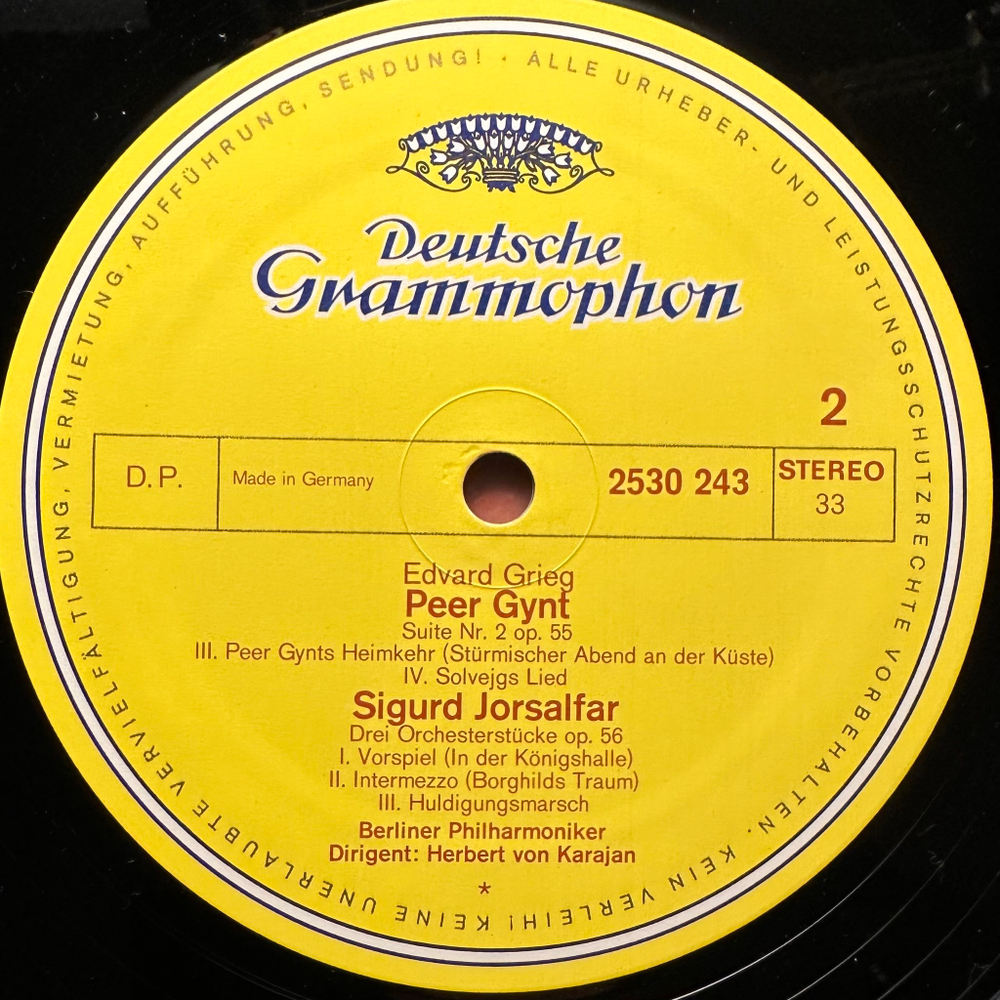 ALLE URHEBER- UND LEISTUNGSSCHUTZRECHTE VORBEHALTEN. KEIN VERLEIH! KEINE UNERLAUBTE VERVIELFÄLTIGUNG, VERMIETUNG, AUFFÜHRUNG, SENDUNG! ·
Deutsche
Grammophon
2
D.P.
Made in Germany
2530 243
STEREO
33
Edvard Grieg
Peer Gynt
Suite Nr. 2 op. 55
III. Peer Gynts Heimkehr (Stürmischer Abend an der Küste)
IV. Solvejgs Lied
Sigurd Jorsalfar
Drei Orchesterstücke op. 56
I. Vorspiel (In der Königshalle)
II. Intermezzo (Borghilds Traum)
III. Huldigungsmarsch
Berliner Philharmoniker
Dirigent: Herbert von Karajan
*